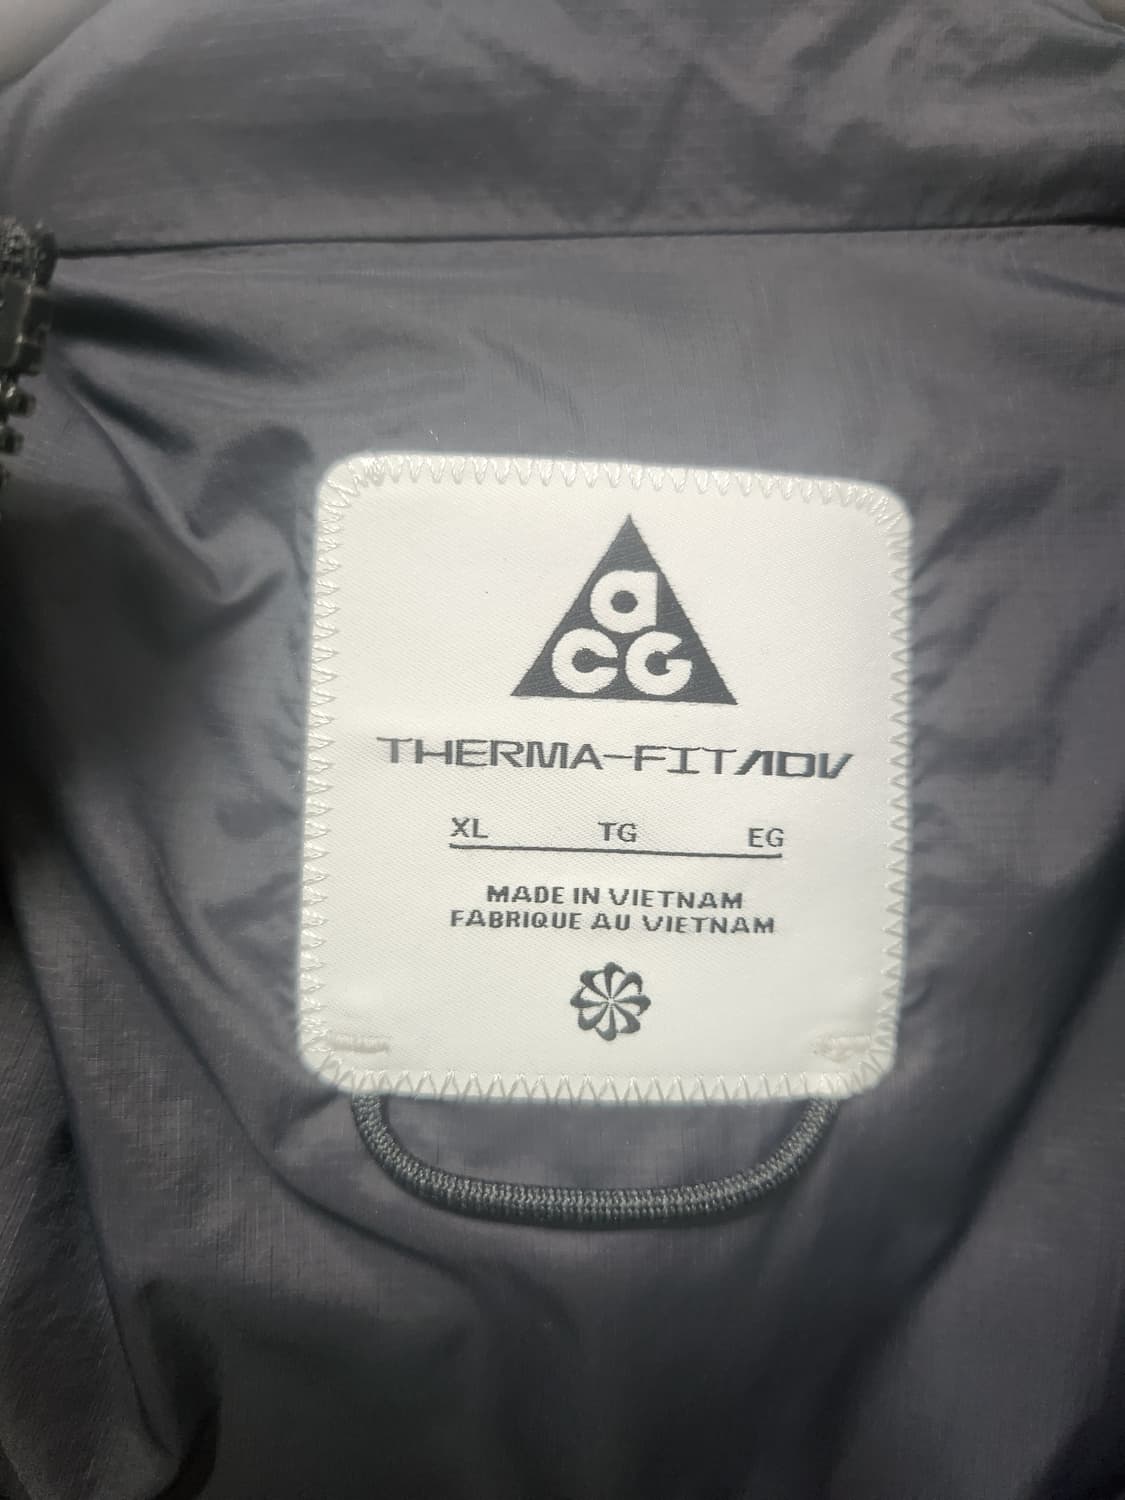 aCG
THERMA-FIT ADV
XL TG EG
MADE IN VIETNAM
FABRIQUE AU VIETNAM